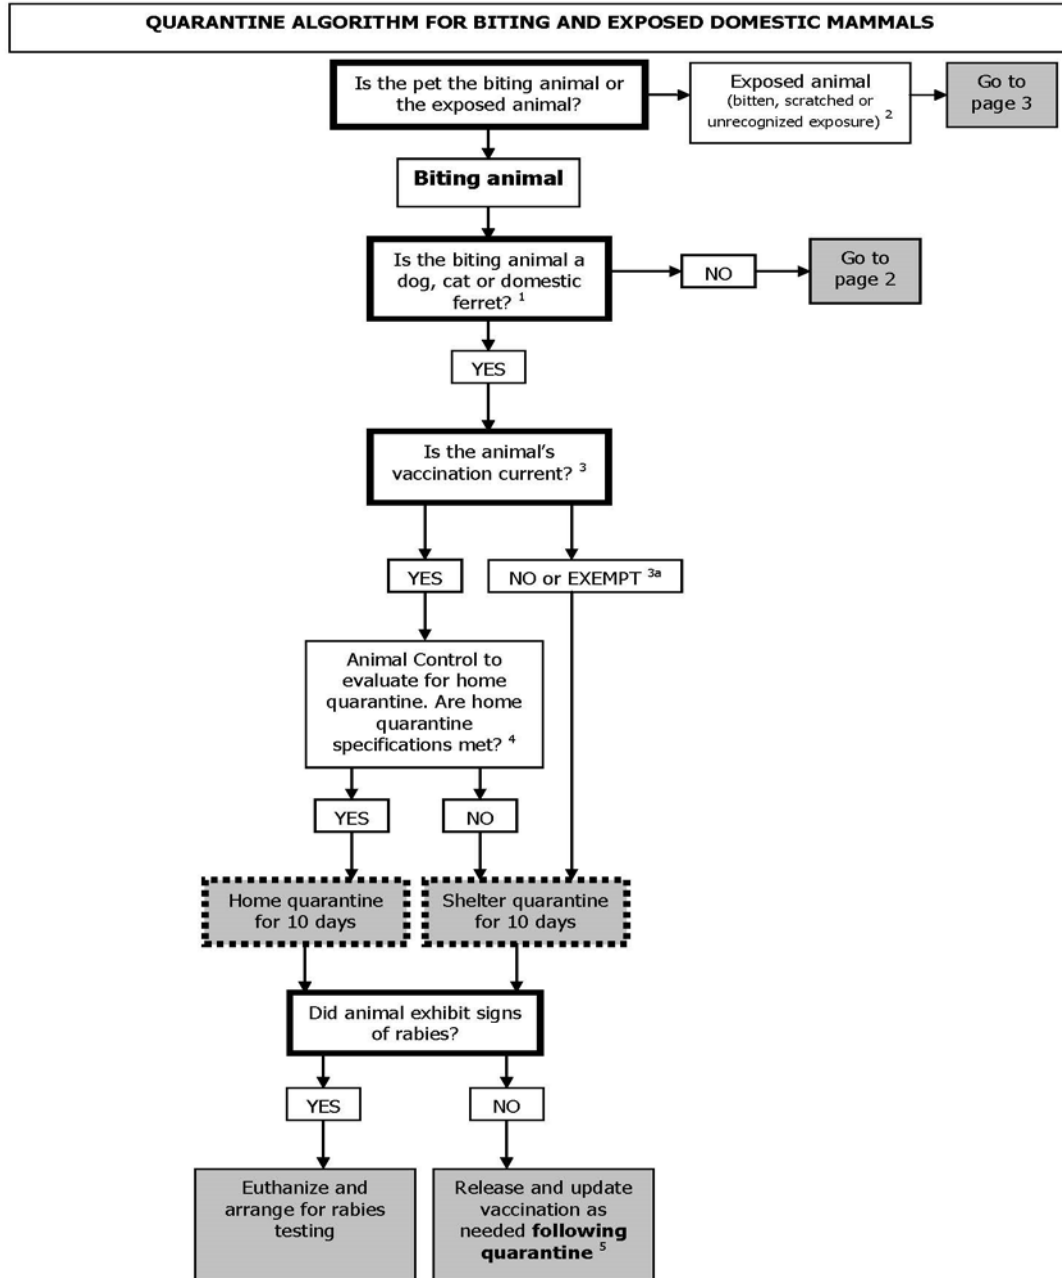 QUARANTINE ALGORITHM FOR BITING AND EXPOSED DOMESTIC MAMMALS
Is the pet the biting animal or
the exposed animal?
Exposed animal
(bitten, scratched or
unrecognized exposure) 2
Go to
page 3
Biting animal
Is the biting animal a
dog, cat or domestic
ferret? 1
NO
Go to
page 2
YES
Is the animal's
vaccination current? 3
YES
NO or EXEMPT 3a
Animal Control to
evaluate for home
quarantine. Are home
quarantine
specifications met? 4
YES
NO
Home quarantine
for 10 days
Shelter quarantine
for 10 days
Did animal exhibit signs
of rabies?
YES
NO
Euthanize and
arrange for rabies
testing
Release and update
vaccination as
needed following
quarantine 5